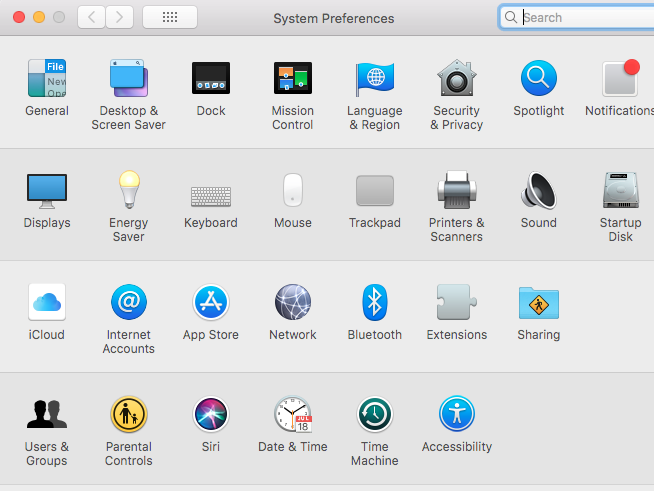 System Preferences
Search
File
New
Ope
General
Desktop &
Screen Saver
Dock
Mission
Control
Language
& Region
Security
& Privacy
Spotlight
Notifications
Displays
Energy
Saver
Keyboard
Mouse
Trackpad
Printers &
Scanners
Sound
Startup
Disk
iCloud
@
Internet
Accounts
App Store
Network
Bluetooth
Extensions
Sharing
JUL
18
Users &
Groups
Parental
Controls
Siri
Date & Time
Time
Machine
Accessibility